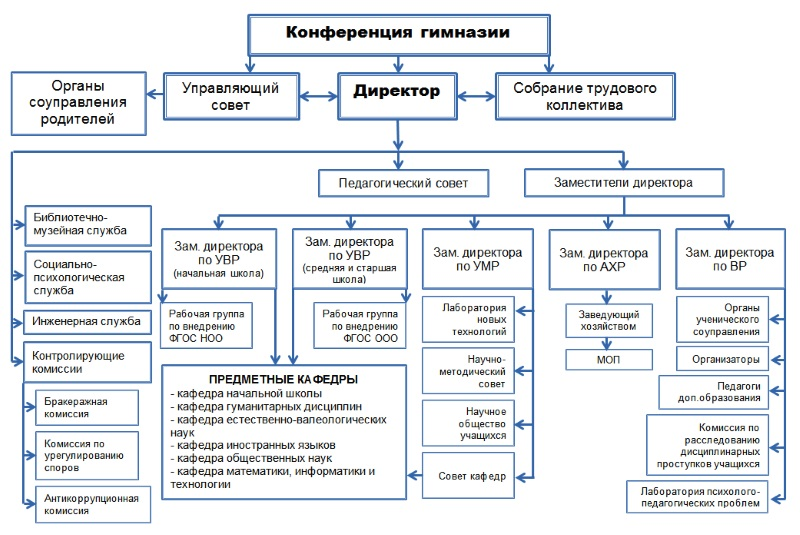 Конференция гимназии
Органы
соуправления
родителей
Управляющий
совет
Директор
Собрание трудового
коллектива
Педагогический совет
Заместители директора
Библиотечно-
музейная служба
Социально-
психологическая
служба
Инженерная служба
Контролирующие
комиссии
Бракеражная
комиссия
Комиссия по
урегулированию
споров
Антикоррупционная
комиссия
Зам. директора
по УВР
(начальная школа)
Зам. директора
по УВР
(средняя и старшая
школа)
Зам. директора
по УМР
Зам. директора
по АХР
Зам. директора
по ВР
Рабочая группа
по внедрению
ФГОС НОО
Рабочая группа
по внедрению
ФГОС ООО
ПРЕДМЕТНЫЕ КАФЕДРЫ
- кафедра начальной школы
- кафедра гуманитарных дисциплин
- кафедра естественно-валеологических
наук
- кафедра иностранных языков
- кафедра общественных наук
- кафедра математики, информатики и
технологии
Лаборатория
новых
технологий
Научно-
методический
совет
Научное
общество
учащихся
Совет кафедр
Заведующий
хозяйством
МОП
Органы
ученического
соуправления
Организаторы
Педагоги
доп.образования
Комиссия по
расследованию
дисциплинарных
проступков учащихся
Лаборатория психолого-
педагогических проблем